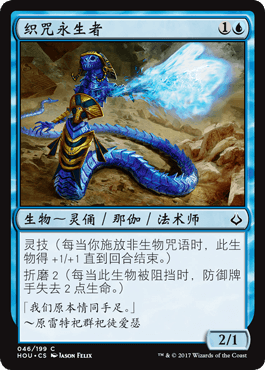 织咒永生者 1
生物～灵俑／那伽／法术师
灵技（每当你施放非生物咒语时，此生
物得 +1/+1 直到回合结束。）
折磨 2（每当此生物被阻挡时，防御牌
手失去 2 点生命。）
「我们原本情同手足。」
～原雷特祀群祀徒爱瑟
2/1
046/199 C
HOU • CS JASON FELIX
™ & © 2017 Wizards of the Coast